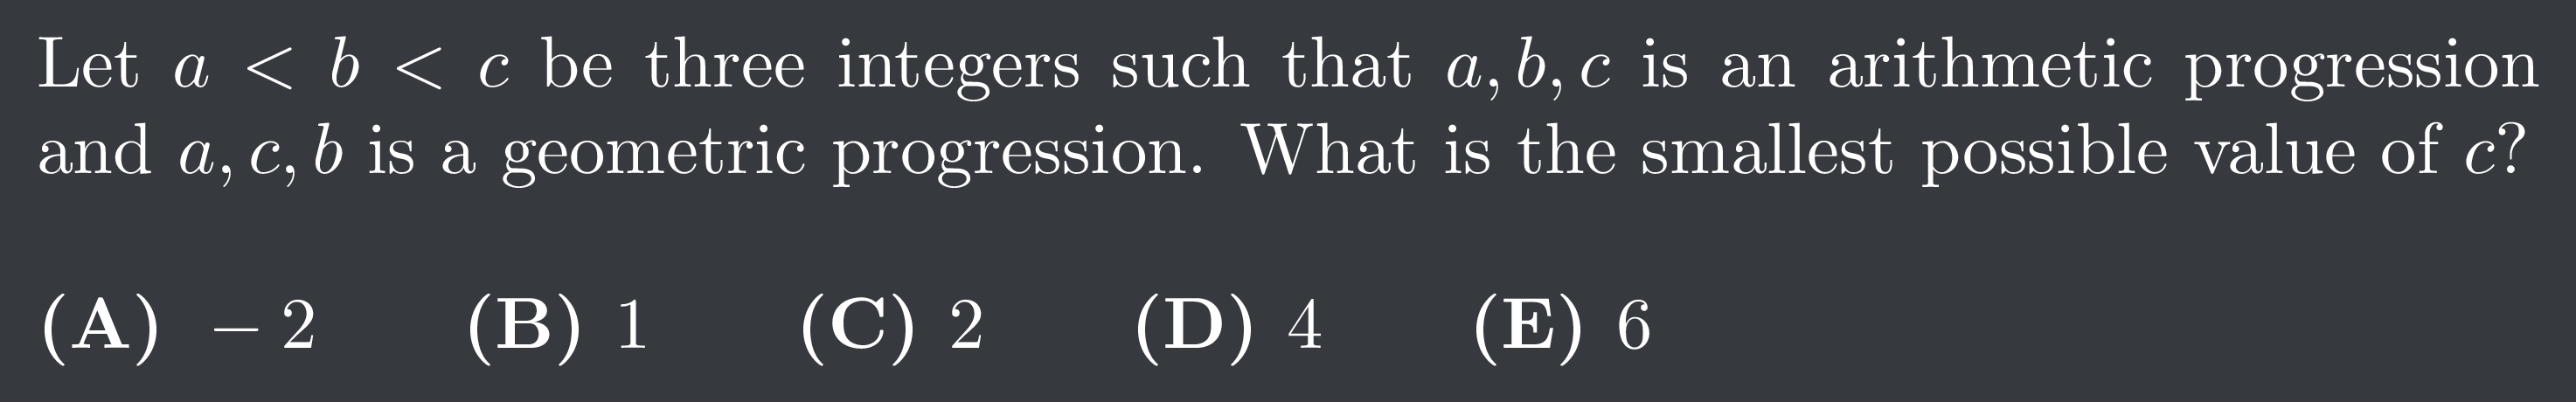 Let a < b < c be three integers such that a, b, c is an arithmetic progression
and a, c, b is a geometric progression. What is the smallest possible value of c?
(A) − 2 (B) 1 (C) 2 (D) 4 (E) 6